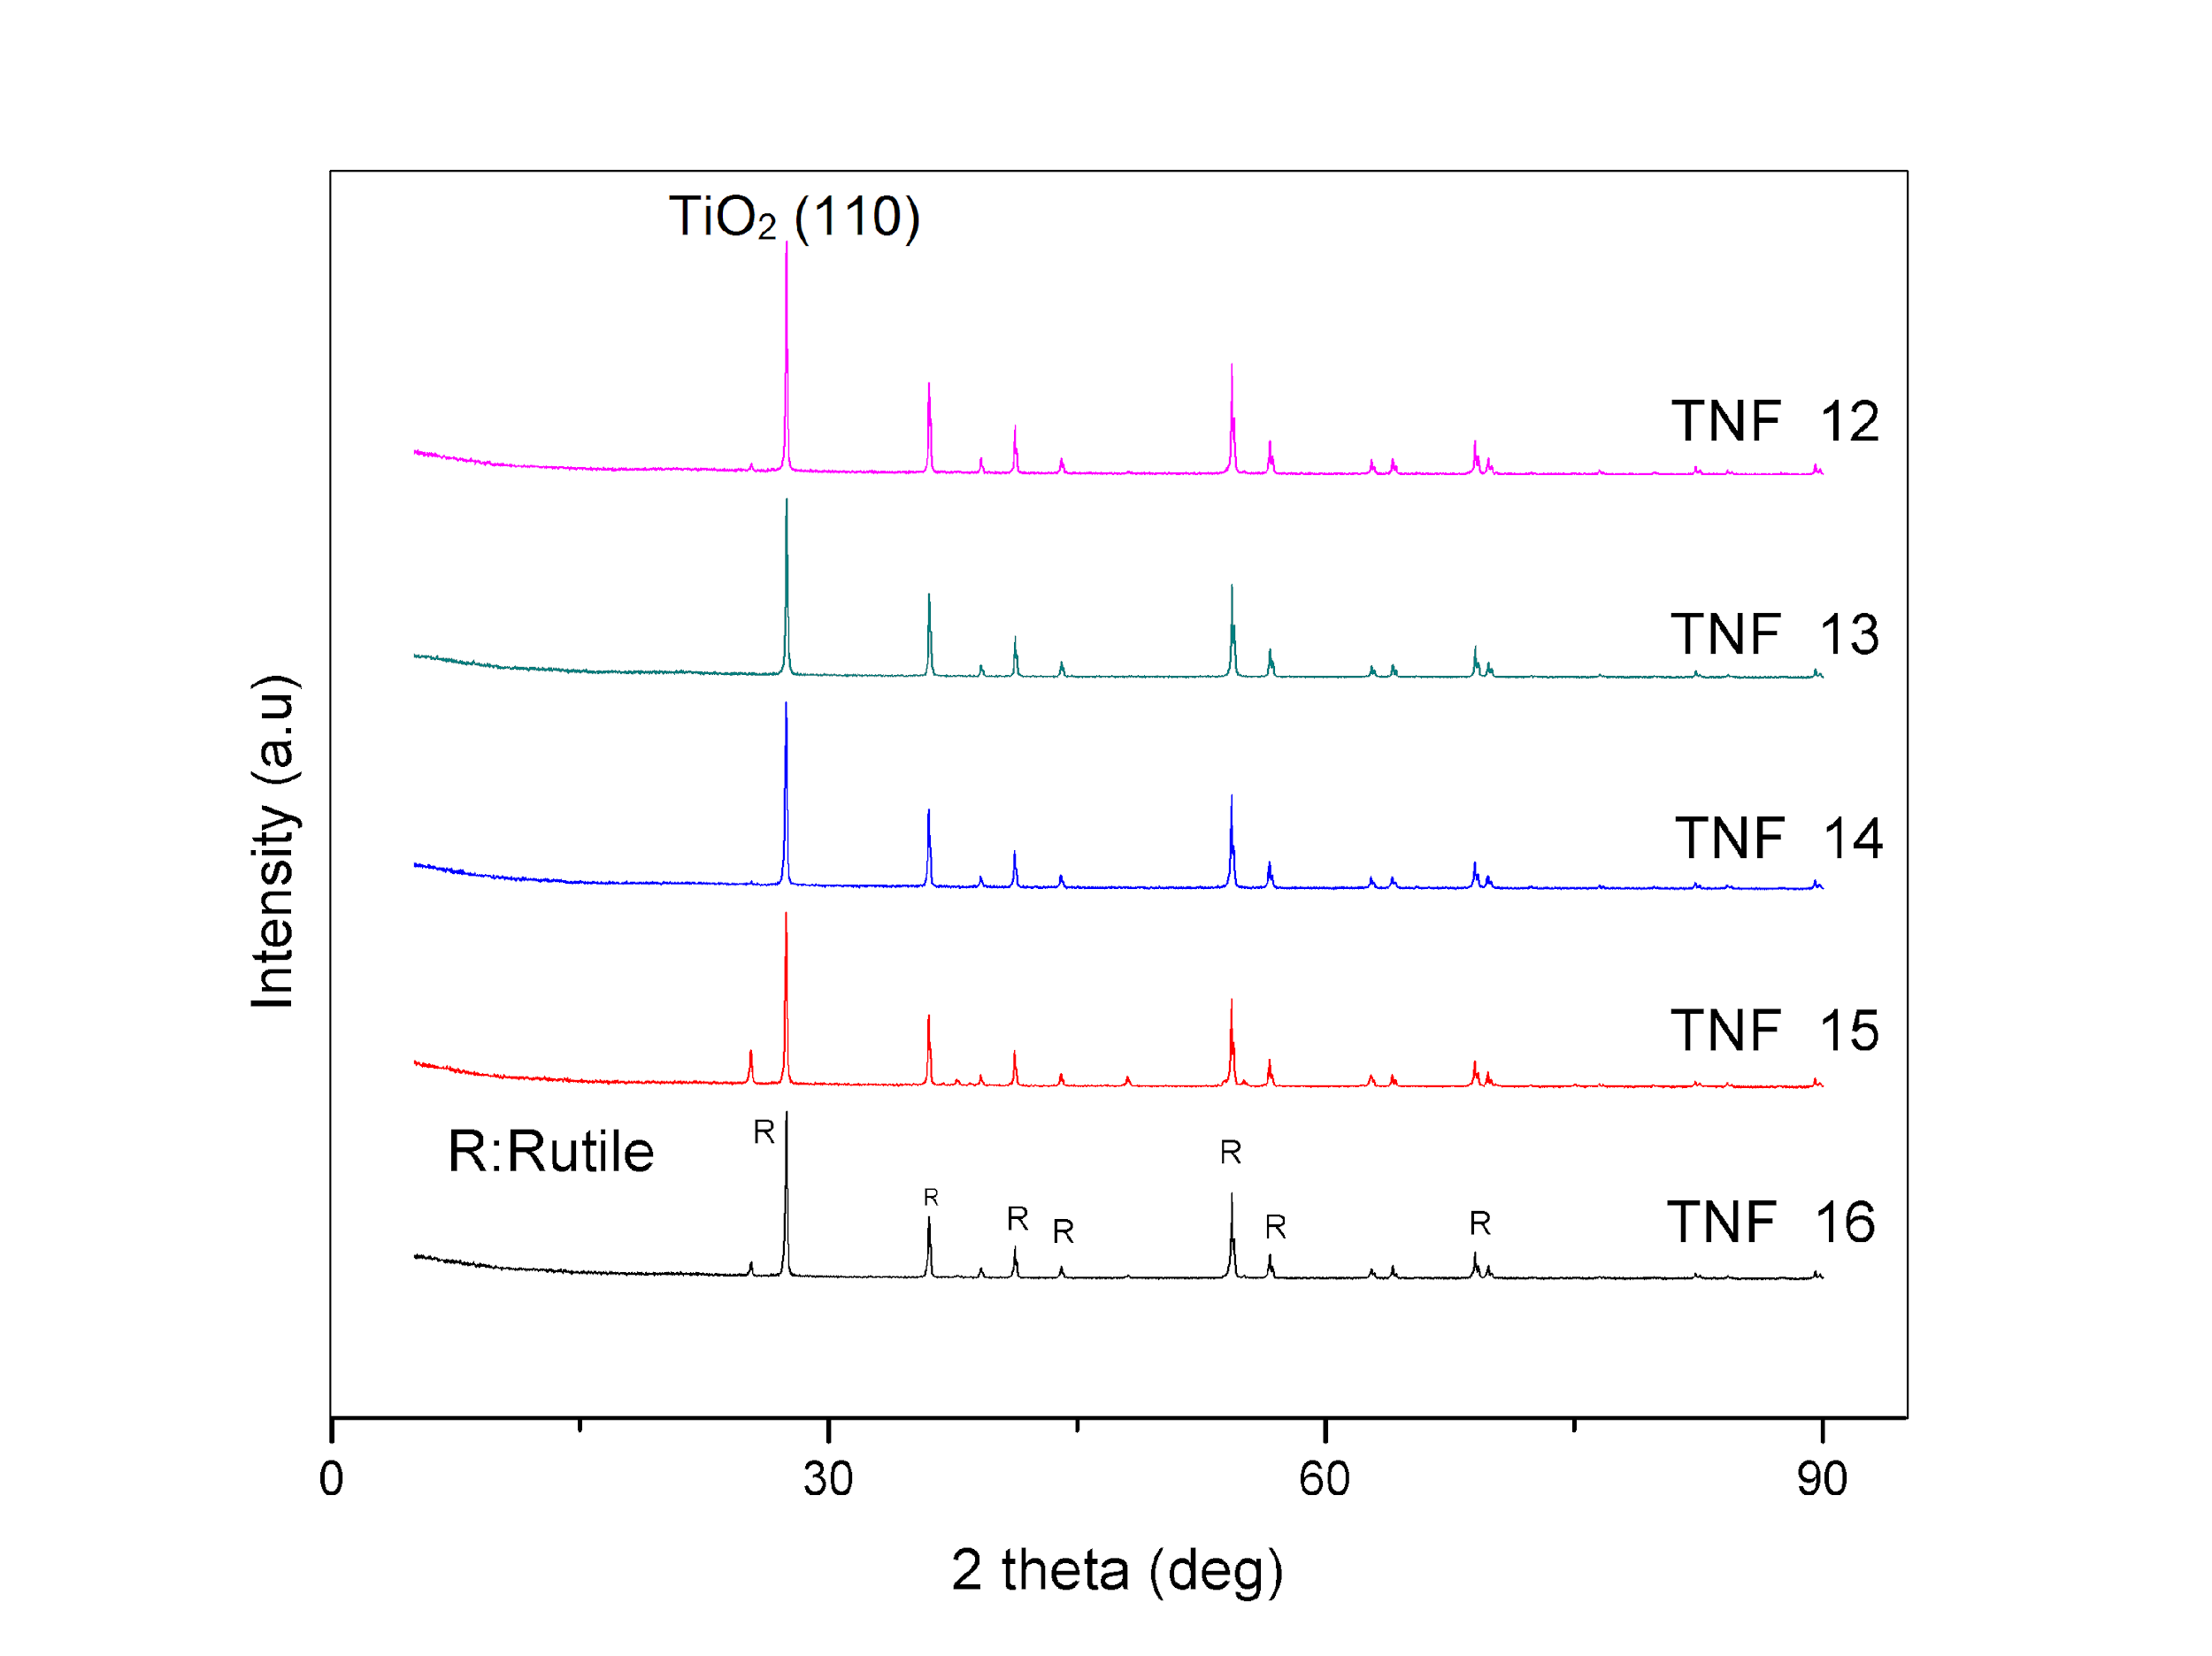 TiO₂ (110)
TNF 12
TNF 13
TNF 14
TNF 15
R:Rutile
R
R
R
R
R
R
R
TNF 16
Intensity (a.u)
0 30 60 90
2 theta (deg)